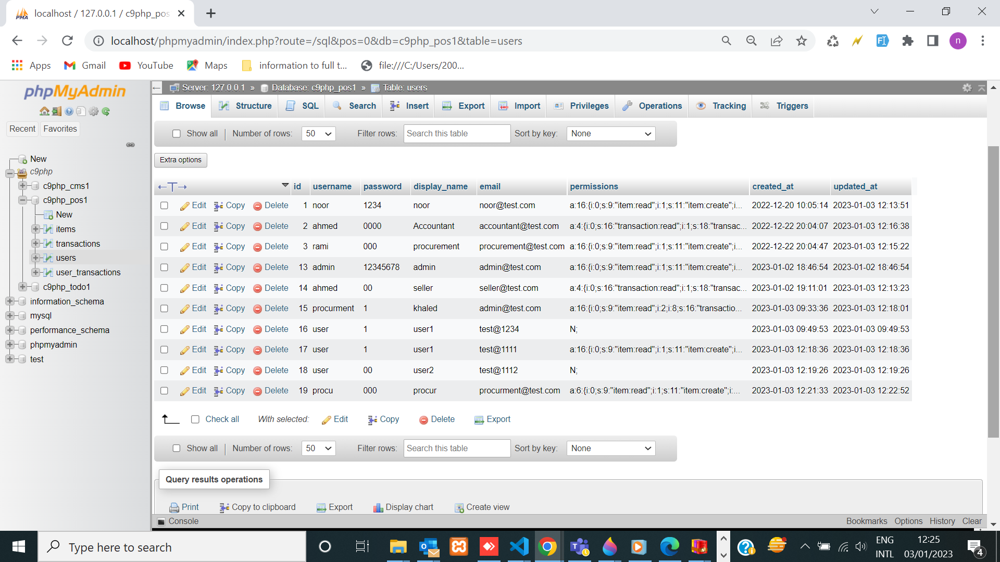 localhost / 127.0.0.1 / c9php_pos
localhost/phpmyadmin/index.php?route=/sql&pos=0&db=c9php_pos1&table=users
n
Apps Gmail YouTube Maps information to full t... file:///C:/Users/200...
phpMyAdmin
Recent Favorites
New
c9php
c9php_cms1
c9php_pos1
New
items
transactions
users
user_transactions
c9php_todo1
information_schema
mysql
performance_schema
phpmyadmin
test
Server: 127.0.0.1 » Database: c9php_pos1 » Table: users
Browse Structure SQL Search Insert Export Import Privileges Operations Tracking Triggers
Show all Number of rows: 50 Filter rows: Search this table Sort by key: None
Extra options
←T→ id username password display_name email permissions created_at updated_at
Edit Copy Delete 1 noor 1234 noor noor@test.com a:16:{i:0;s:9:"item:read";i:1;s:11:"item:create";i... 2022-12-20 10:05:14 2023-01-03 12:13:51
Edit Copy Delete 2 ahmed 0000 Accountant accountant@test.com a:4:{i:0;s:16:"transaction:read";i:1;s:18:"transac... 2022-12-22 20:04:07 2023-01-03 12:16:38
Edit Copy Delete 3 rami 000 procurement procurement@test.com a:16:{i:0;s:9:"item:read";i:1;s:11:"item:create";i... 2022-12-22 20:04:47 2023-01-03 12:15:22
Edit Copy Delete 13 admin 12345678 admin admin@test.com a:16:{i:0;s:9:"item:read";i:1;s:11:"item:create";i... 2023-01-02 18:46:54 2023-01-02 18:46:54
Edit Copy Delete 14 ahmed 00 seller seller@test.com a:4:{i:0;s:16:"transaction:read";i:1;s:18:"transac... 2023-01-02 19:11:01 2023-01-03 12:13:23
Edit Copy Delete 15 procurment 1 khaled admin@test.com a:16:{i:0;s:9:"item:read";i:2;i:8;s:16:"transactio... 2023-01-03 09:33:36 2023-01-03 12:18:01
Edit Copy Delete 16 user 1 user1 test@1234 N; 2023-01-03 09:49:53 2023-01-03 09:49:53
Edit Copy Delete 17 user 1 user1 test@1111 a:16:{i:0;s:9:"item:read";i:1;s:11:"item:create";i... 2023-01-03 12:18:36 2023-01-03 12:18:36
Edit Copy Delete 18 user 00 user2 test@1112 N; 2023-01-03 12:19:26 2023-01-03 12:19:26
Edit Copy Delete 19 procu 000 procur procurment@test.com a:6:{i:0;s:9:"item:read";i:1;s:11:"item:create";i:... 2023-01-03 12:21:33 2023-01-03 12:22:52
Check all With selected: Edit Copy Delete Export
Show all Number of rows: 50 Filter rows: Search this table Sort by key: None
Query results operations
Print Copy to clipboard Export Display chart Create view
Console Bookmarks Options History Clear
Type here to search
ENG
INTL
12:25
03/01/2023
4